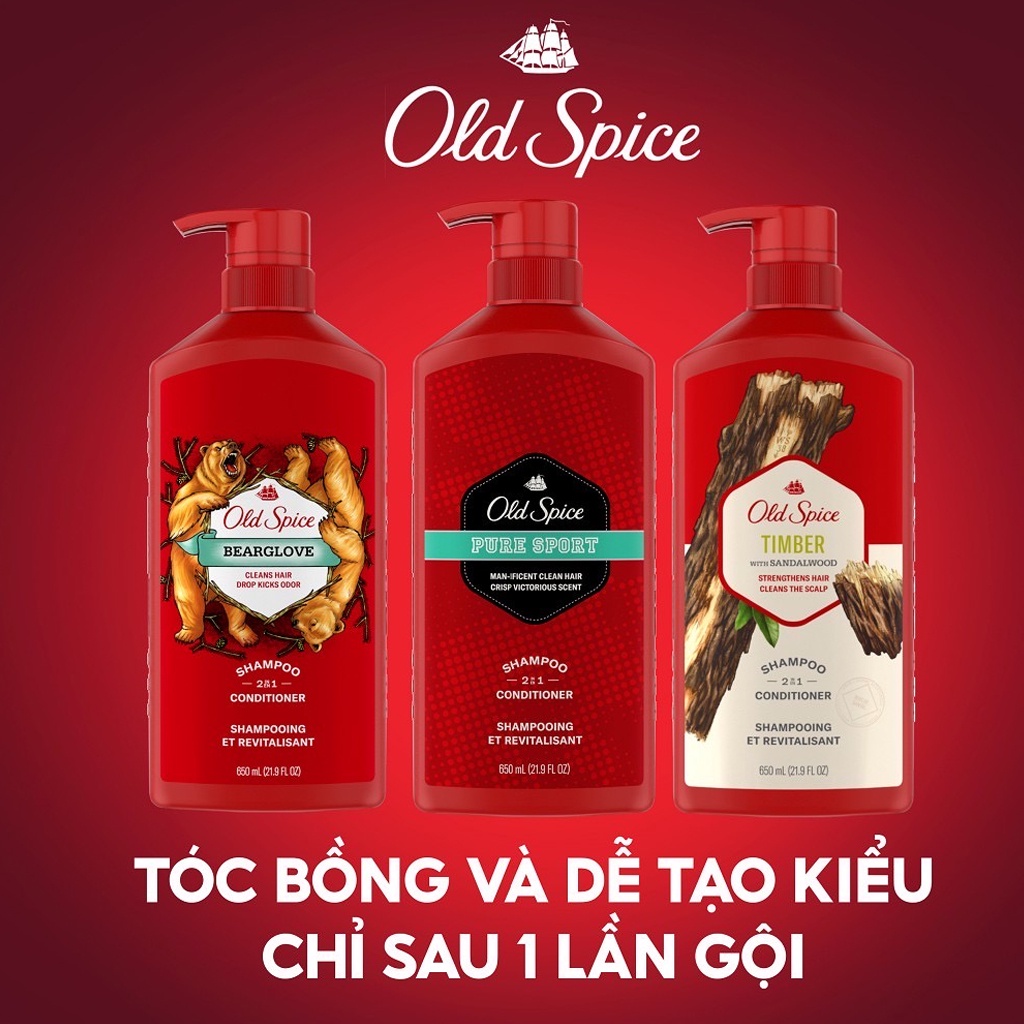 Old Spice
Old Spice
BEARGLOVE
CLEANS HAIR
DROP KICKS ODOR
SHAMPOO
2 IN 1
CONDITIONER
SHAMPOOING
ET REVITALISANT
650 mL (21.9 FL OZ)
Old Spice
PURE SPORT
MAN-IFICENT CLEAN HAIR
CRISP VICTORIOUS SCENT
SHAMPOO
2 IN 1
CONDITIONER
SHAMPOOING
ET REVITALISANT
650 mL (21.9 FL OZ)
Old Spice
TIMBER
WITH SANDALWOOD
STRENGTHENS HAIR
CLEANS THE SCALP
SHAMPOO
2 IN 1
CONDITIONER
SHAMPOOING
ET REVITALISANT
650 mL (21.9 FL OZ)
TÓC BỒNG VÀ DỄ TẠO KIỂU
CHỈ SAU 1 LẦN GỘI